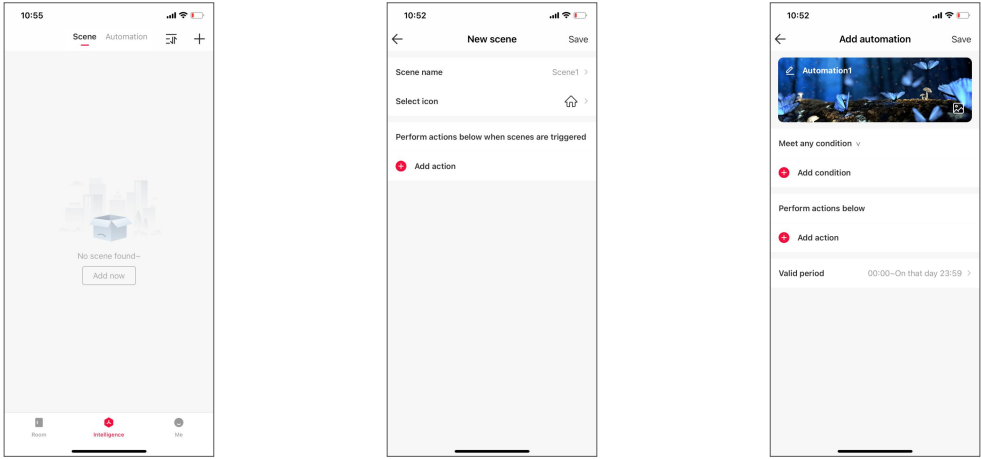 10:55
Scene Automation
No scene found~
Add now
Room Intelligence Me
10:52
New scene Save
Scene name Scene1 >
Select icon >
Perform actions below when scenes are triggered
Add action
10:52
Add automation Save
Automation1
Meet any condition
Add condition
Perform actions below
Add action
Valid period 00:00~On that day 23:59 >